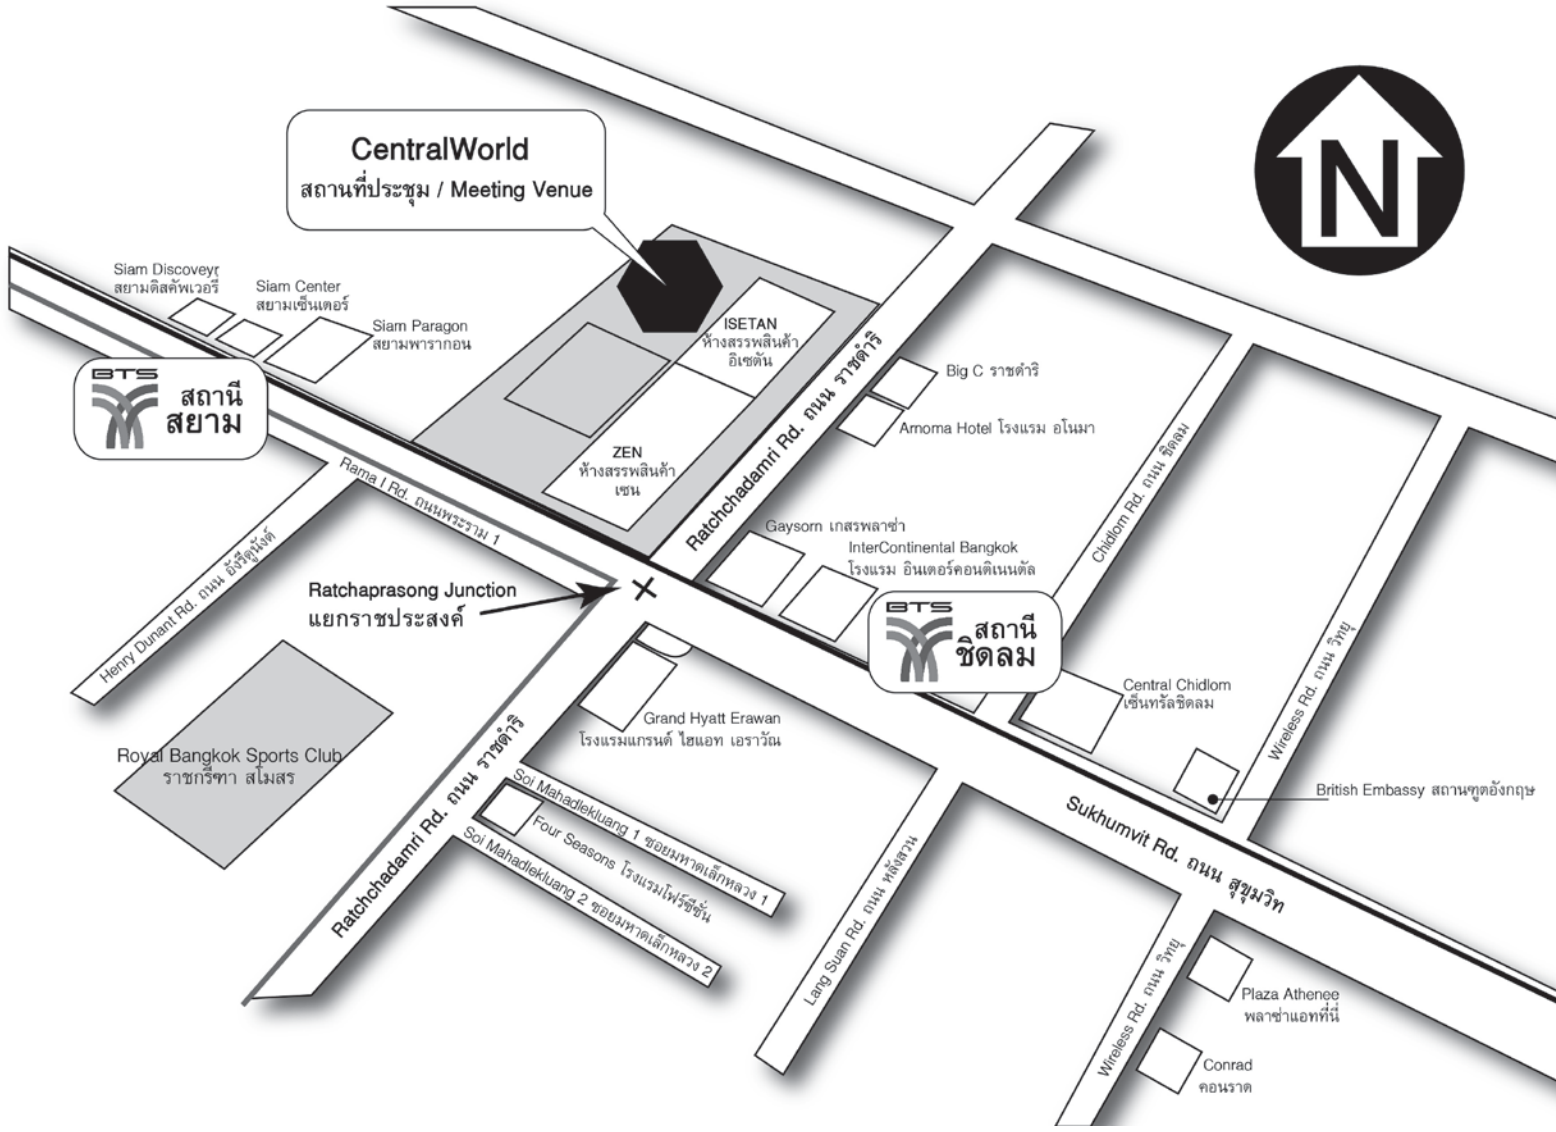 CentralWorld
สถานที่ประชุม / Meeting Venue
N
Siam Discoveyr
สยามดิสคัพเวอรี่
Siam Center
สยามเซ็นเตอร์
Siam Paragon
สยามพารากอน
BTS
สถานี
สยาม
ISETAN
ห้างสรรพสินค้า
อิเซตัน
ZEN
ห้างสรรพสินค้า
เซน
Ratchchadamri Rd. ถนน ราชดำริ
Big C ราชดำริ
Arnoma Hotel โรงแรม อโนมา
Rama I Rd. ถนนพระราม 1
Henry Dunant Rd. ถนน อังรีดูนังต์
Ratchaprasong Junction
แยกราชประสงค์
Gaysorn เกสรพลาซ่า
InterContinental Bangkok
โรงแรม อินเตอร์คอนติเนนตัล
Chidlom Rd. ถนน ชิดลม
BTS
สถานี
ชิดลม
Central Chidlom
เซ็นทรัลชิดลม
Wireless Rd. ถนน วิทยุ
British Embassy สถานฑูตอังกฤษ
Royal Bangkok Sports Club
ราชกรีฑา สโมสร
Grand Hyatt Erawan
โรงแรมแกรนด์ ไฮแอท เอราวัณ
Ratchchadamri Rd. ถนน ราชดำริ
Soi Mahadlekluang 1 ซอยมหาดเล็กหลวง 1
Four Seasons โรงแรมโฟร์ซีซั่น
Soi Mahadlekluang 2 ซอยมหาดเล็กหลวง 2
Lang Suan Rd. ถนน หลังสวน
Sukhumvit Rd. ถนน สุขุมวิท
Wireless Rd. ถนน วิทยุ
Plaza Athenee
พลาซ่าแอทที่นี่
Conrad
คอนราด